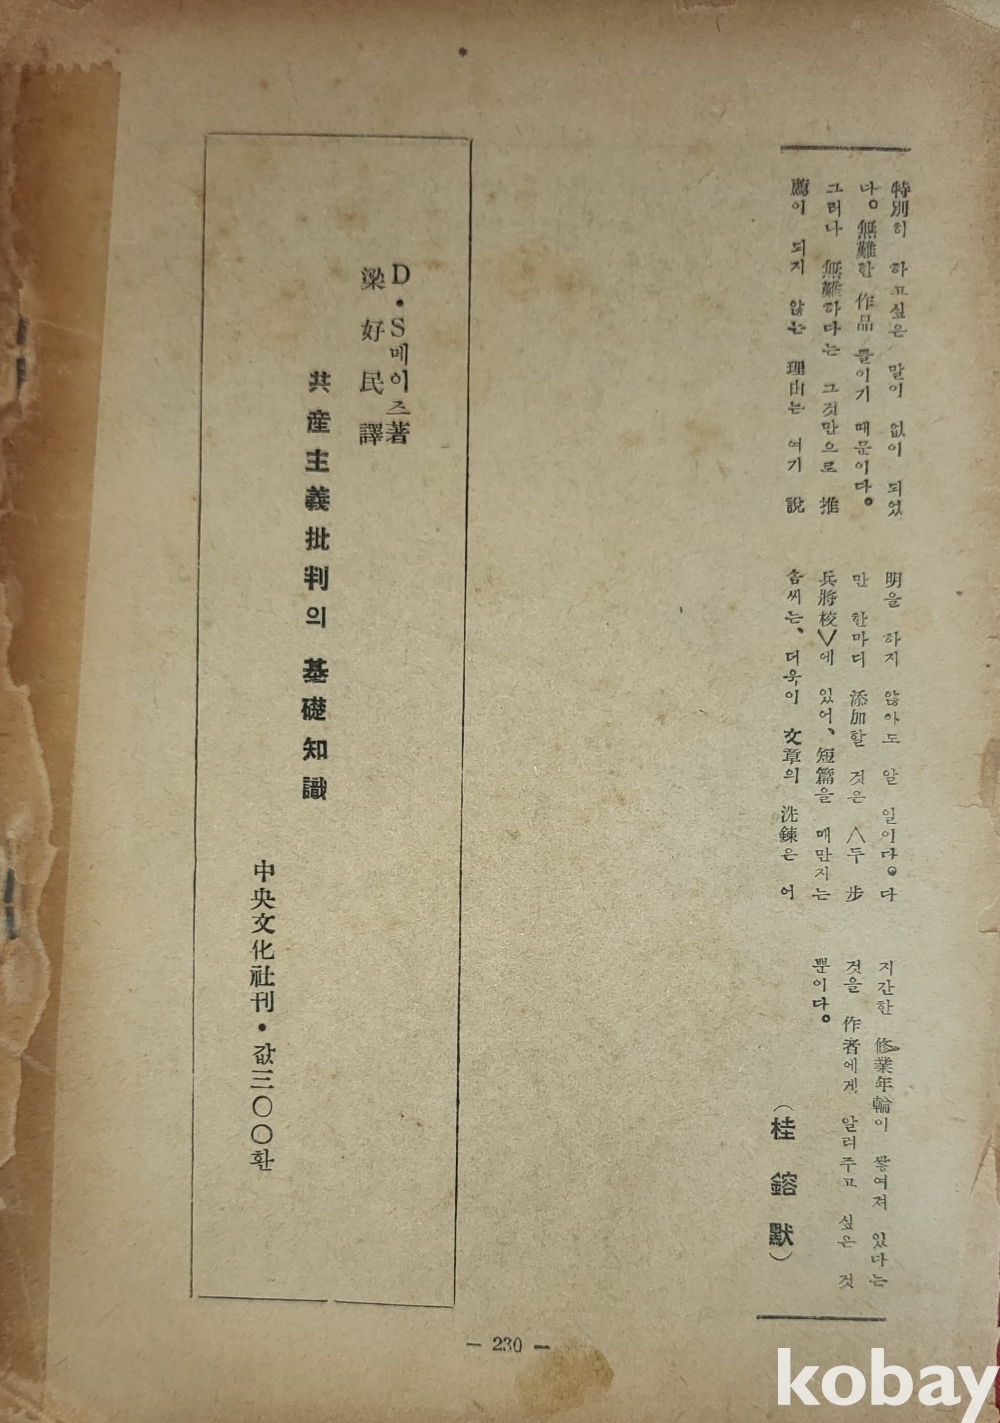 特別히 하고싶은 말이 없이 되었
다。無難한 作品들이기 때문이다。
그러나 無難하다는 그것만으로 推
薦이 되지 않는 理由는 여기 說
明을 하지 않아도 알 일이다。다
만 한마디 添加할 것은 ∧두 步
兵將校∨에 있어、短篇을 매만지는
솜씨는、더욱이 文章의 洗鍊은 어
지간한 修業年輪이 쌓여져 있다는
것을 作者에게 알려주고 싶은 것
뿐이다。
(桂鎔默)
D・S메이즈著
梁好民譯
共産主義批判의 基礎知識
中央文化社刊・값三〇〇환
— 230 —
kobay